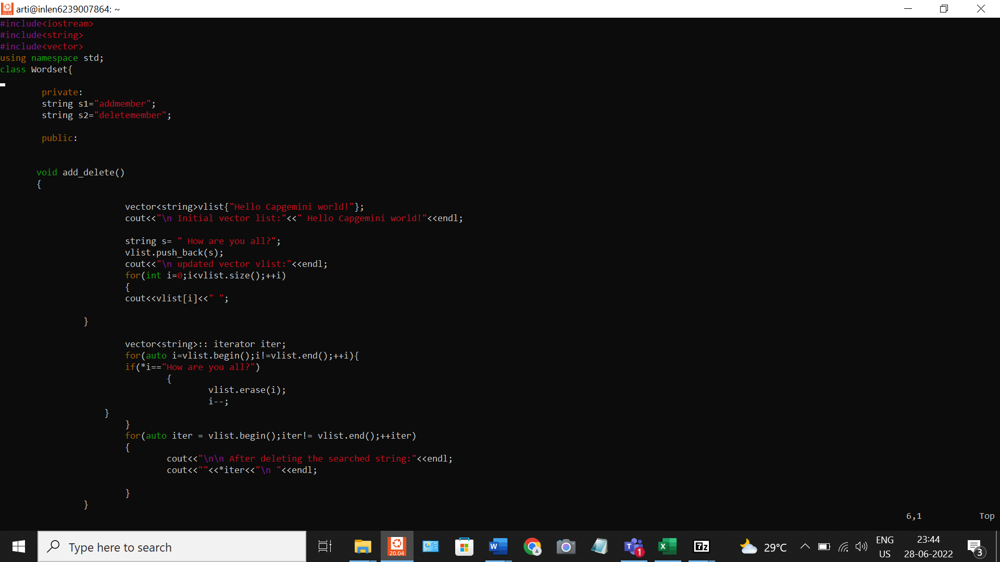 arti@inlen6239007864: ~
#include<iostream>
#include<string>
#include<vector>
using namespace std;
class Wordset{
private:
string s1="addmember";
string s2="deletemember";
public:
void add_delete()
{
vector<string>vlist{"Hello Capgemini world!"};
cout<<"\n Initial vector list:"<<" Hello Capgemini world!"<<endl;
string s= " How are you all?";
vlist.push_back(s);
cout<<"\n updated vector vlist:"<<endl;
for(int i=0;i<vlist.size();++i)
{
cout<<vlist[i]<<" ";
}
vector<string>:: iterator iter;
for(auto i=vlist.begin();i!=vlist.end();++i){
if(*i=="How are you all?")
{
vlist.erase(i);
i--;
}
}
for(auto iter = vlist.begin();iter!= vlist.end();++iter)
{
cout<<"\n\n After deleting the searched string:"<<endl;
cout<<""<<*iter<<"\n "<<endl;
}
}
6,1 Top
Type here to search
20.04
W
T 1
X
7z
29°C
ENG
US
23:44
28-06-2022
3